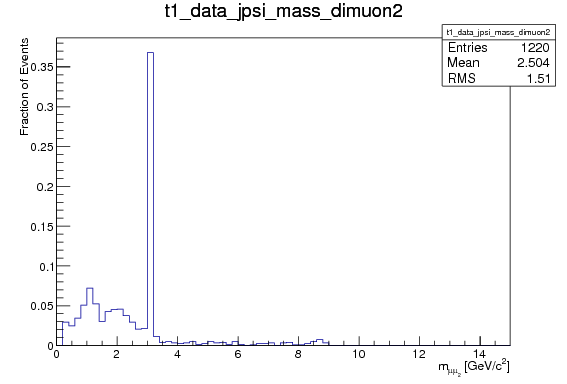 t1_data_jpsi_mass_dimuon2
t1_data_jpsi_mass_dimuon2
Entries 1220
Mean 2.504
RMS 1.51
Fraction of Events
0.35
0.3
0.25
0.2
0.15
0.1
0.05
0
0 2 4 6 8 10 12 14
m_μμ_2 [GeV/c²]